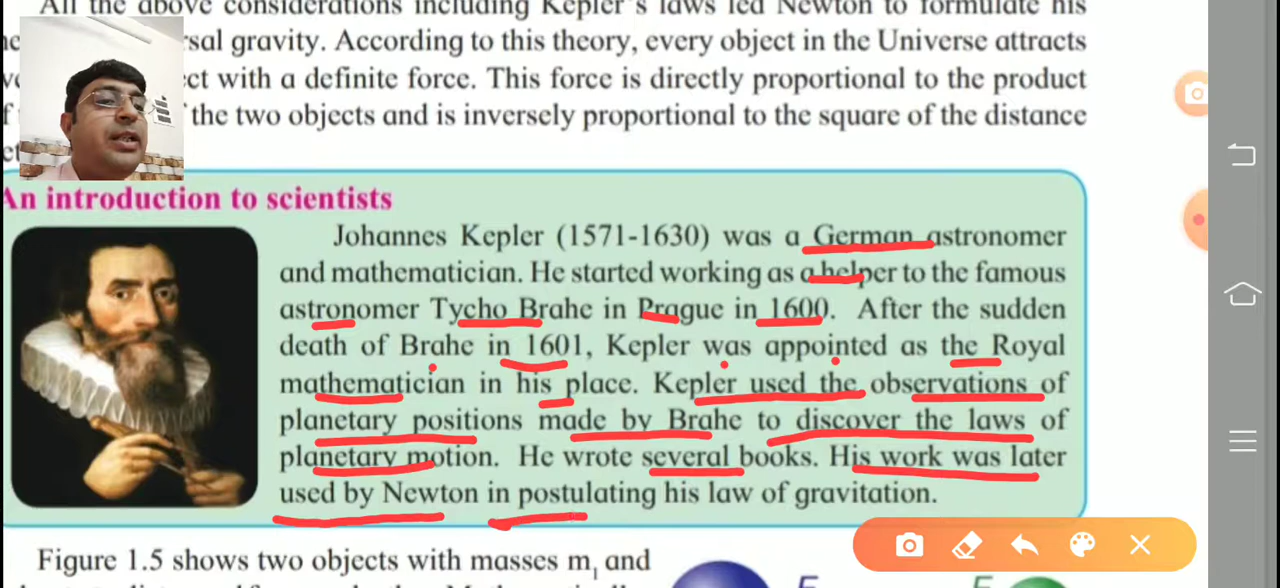 All the above considerations including Kepler's laws led Newton to formulate his
rsal gravity. According to this theory, every object in the Universe attracts
ct with a definite force. This force is directly proportional to the product
the two objects and is inversely proportional to the square of the distance
An introduction to scientists
Johannes Kepler (1571-1630) was a German astronomer
and mathematician. He started working as a helper to the famous
astronomer Tycho Brahe in Prague in 1600. After the sudden
death of Brahe in 1601, Kepler was appointed as the Royal
mathematician in his place. Kepler used the observations of
planetary positions made by Brahe to discover the laws of
planetary motion. He wrote several books. His work was later
used by Newton in postulating his law of gravitation.
Figure 1.5 shows two objects with masses m1 and
F
F